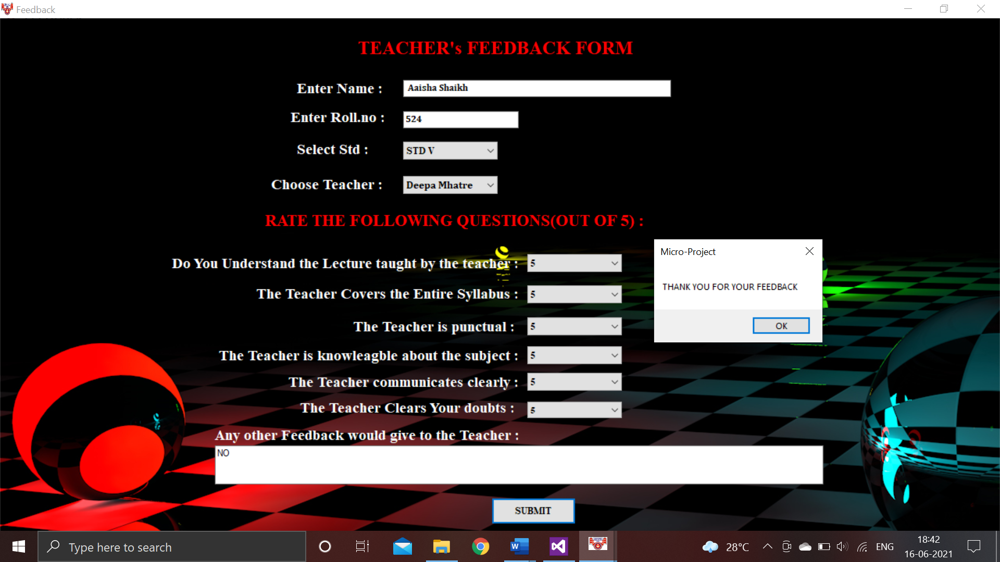 Feedback
TEACHER's FEEDBACK FORM
Enter Name : Aaisha Shaikh
Enter Roll.no : 524
Select Std : STD V
Choose Teacher : Deepa Mhatre
RATE THE FOLLOWING QUESTIONS(OUT OF 5) :
Do You Understand the Lecture taught by the teacher : 5
The Teacher Covers the Entire Syllabus : 5
The Teacher is punctual : 5
The Teacher is knowleagble about the subject : 5
The Teacher communicates clearly : 5
The Teacher Clears Your doubts : 5
Any other Feedback would give to the Teacher :
NO
SUBMIT
Micro-Project
THANK YOU FOR YOUR FEEDBACK
OK
Type here to search
28°C
ENG
18:42
16-06-2021